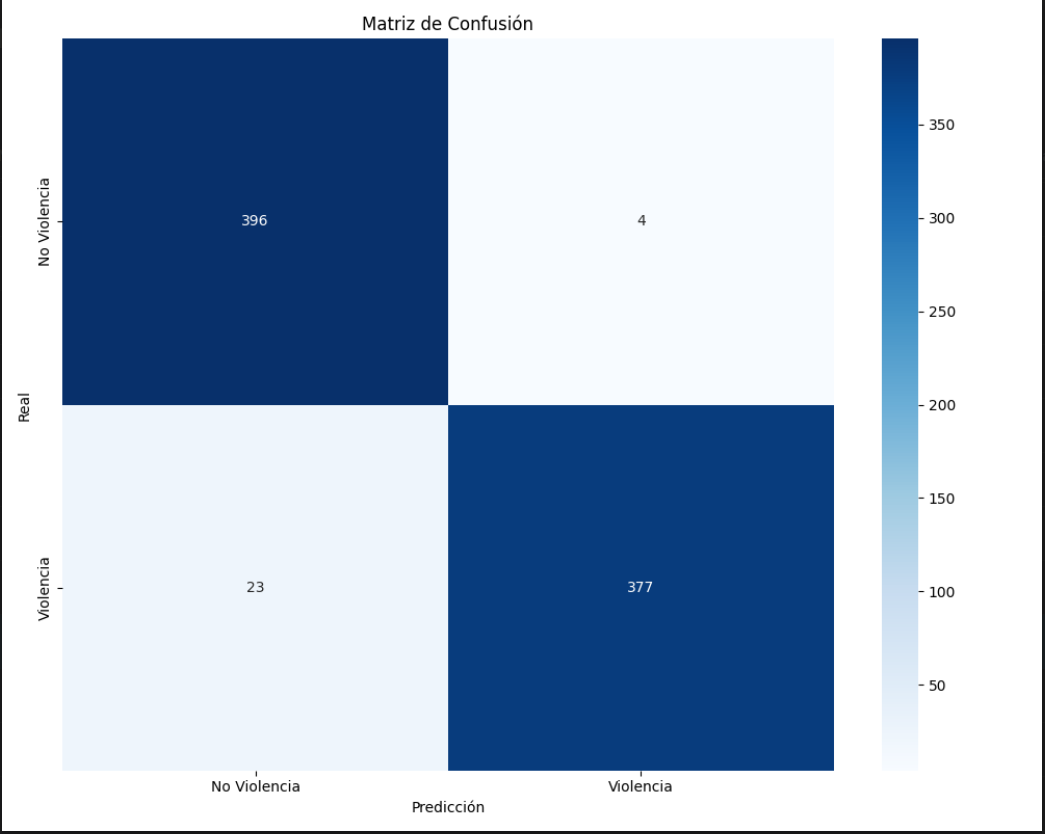 Matriz de Confusión
No Violencia
396
4
Real
Violencia
23
377
No Violencia
Violencia
Predicción
350
300
250
200
150
100
50